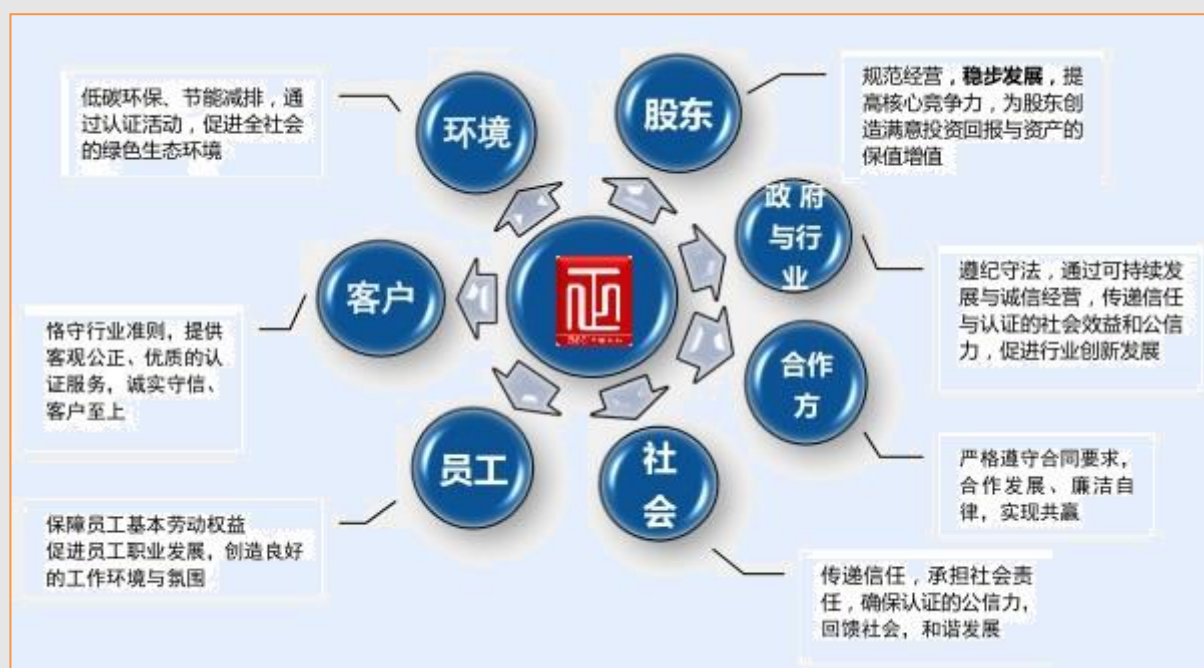 低碳环保、节能减排，通
过认证活动，促进全社会
的绿色生态环境
环境
股东
规范经营，稳步发展，提
高核心竞争力，为股东创
造满意投资回报与资产的
保值增值
政 府
与行
业
遵纪守法，通过可持续发
展与诚信经营，传递信任
与认证的社会效益和公信
力，促进行业创新发展
客户
恪守行业准则，提供
客观公正、优质的认
证服务，诚实守信、
客户至上
合作
方
严格遵守合同要求，
合作发展、廉洁自
律，实现共赢
员工
保障员工基本劳动权益
促进员工职业发展，创造良好
的工作环境与氛围
社
会
传递信任，承担社会责
任，确保认证的公信力，
回馈社会，和谐发展